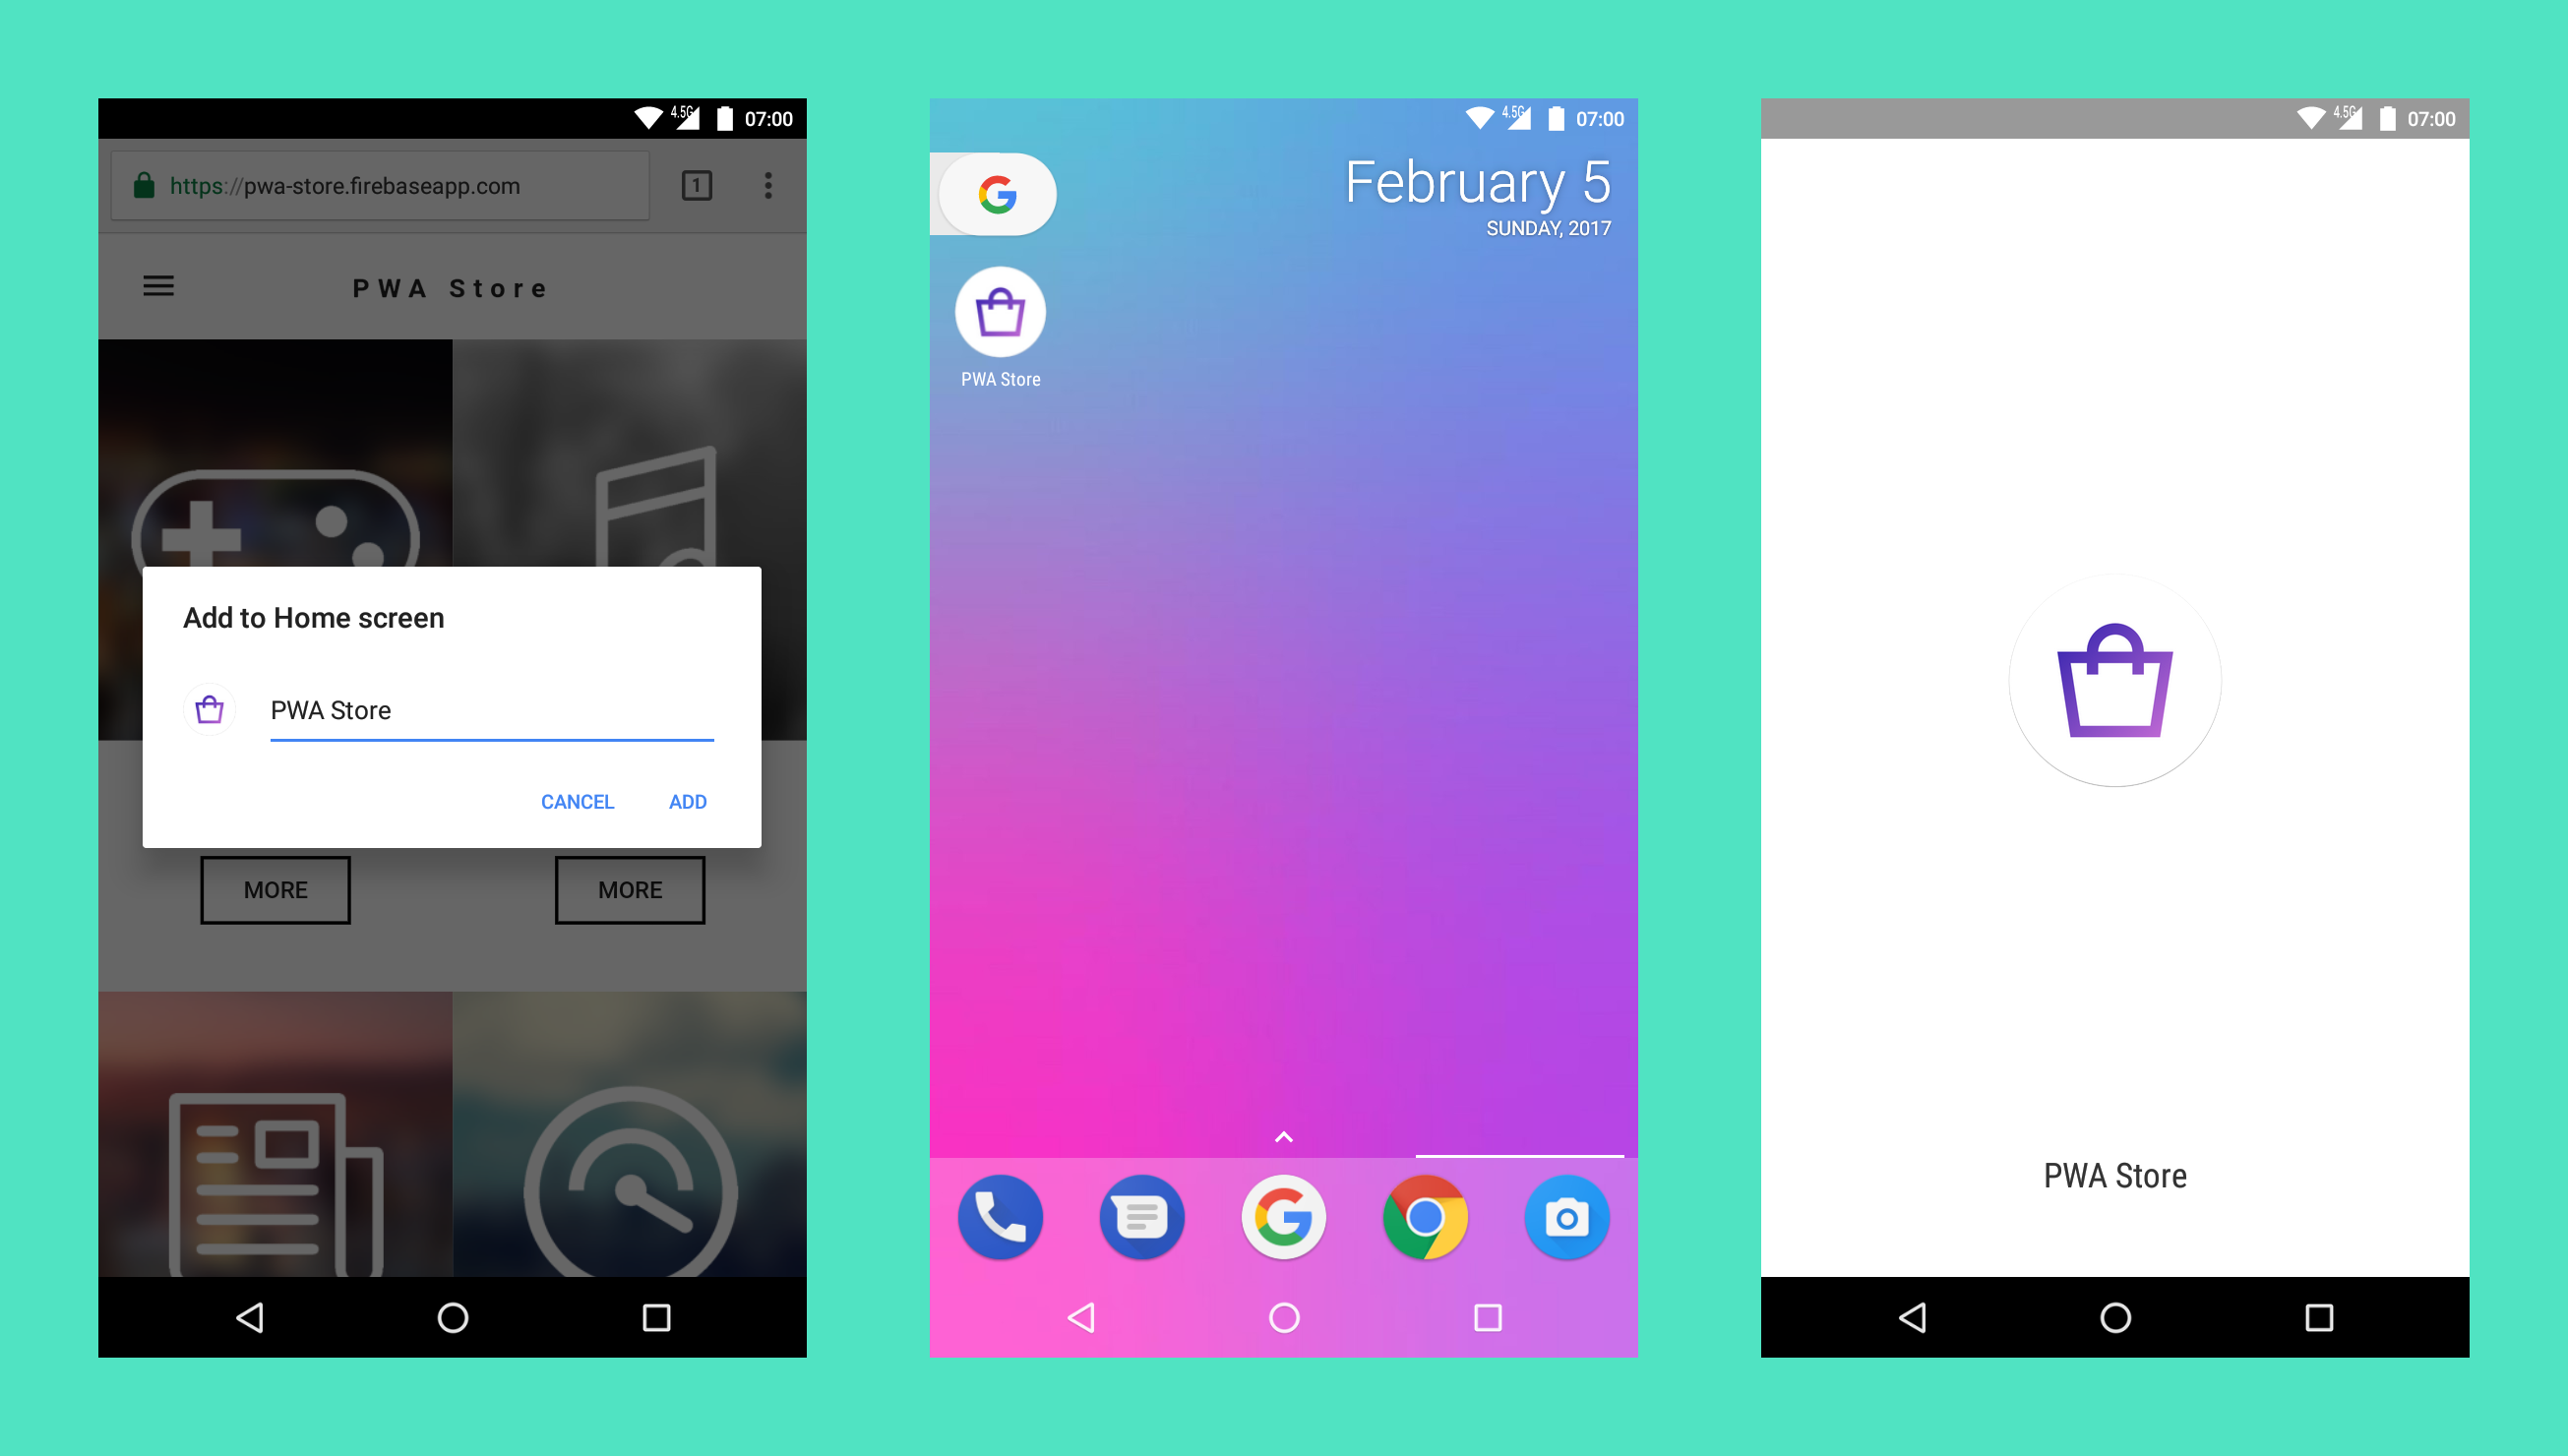 4.5G 07:00
https://pwa-store.firebaseapp.com 1
PWA Store
Add to Home screen
PWA Store
CANCEL ADD
MORE MORE
4.5G 07:00
February 5
SUNDAY, 2017
PWA Store
4.5G 07:00
PWA Store